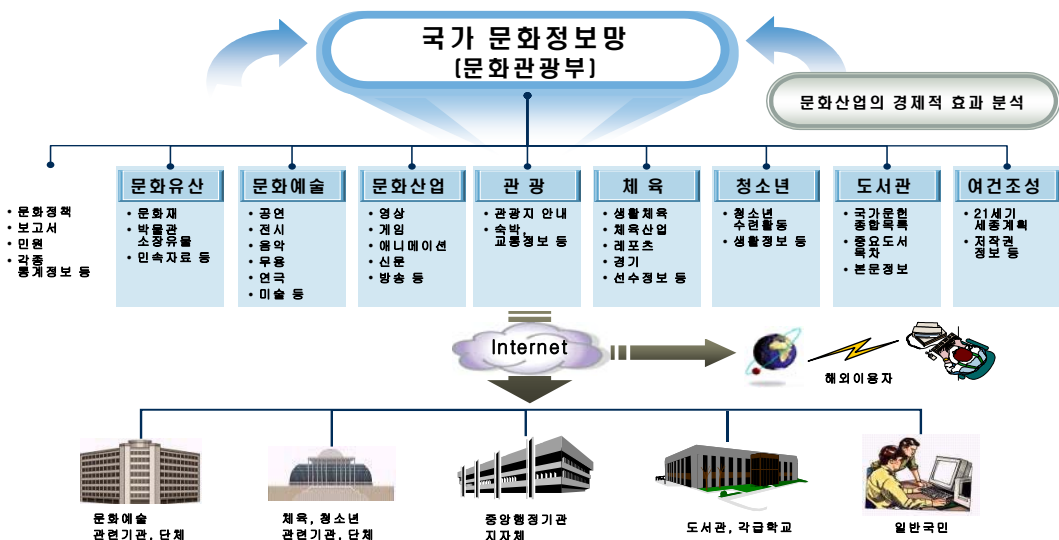 국가 문화정보망
(문화관광부)
문화산업의 경제적 효과 분석
• 문화정책
• 보고서
• 민원
• 각종
통계정보 등
문화유산
• 문화재
• 박물관
소장유물
• 민속자료 등
문화예술
• 공연
• 전시
• 음악
• 무용
• 연극
• 미술 등
문화산업
• 영상
• 게임
• 애니메이션
• 신문
• 방송 등
관 광
• 관광지 안내
• 숙박,
교통정보 등
체 육
• 생활체육
• 체육산업
• 레포츠
• 경기
• 선수정보 등
청소년
• 청소년
수련활동
• 생활정보 등
도서관
• 국가문헌
종합목록
• 중요도서
목차
• 본문정보
여건조성
• 21세기
세종계획
• 저작권
정보 등
Internet
해외이용자
문화예술
관련기관, 단체
체육, 청소년
관련기관, 단체
중앙행정기관
지자체
도서관, 각급학교
일반국민